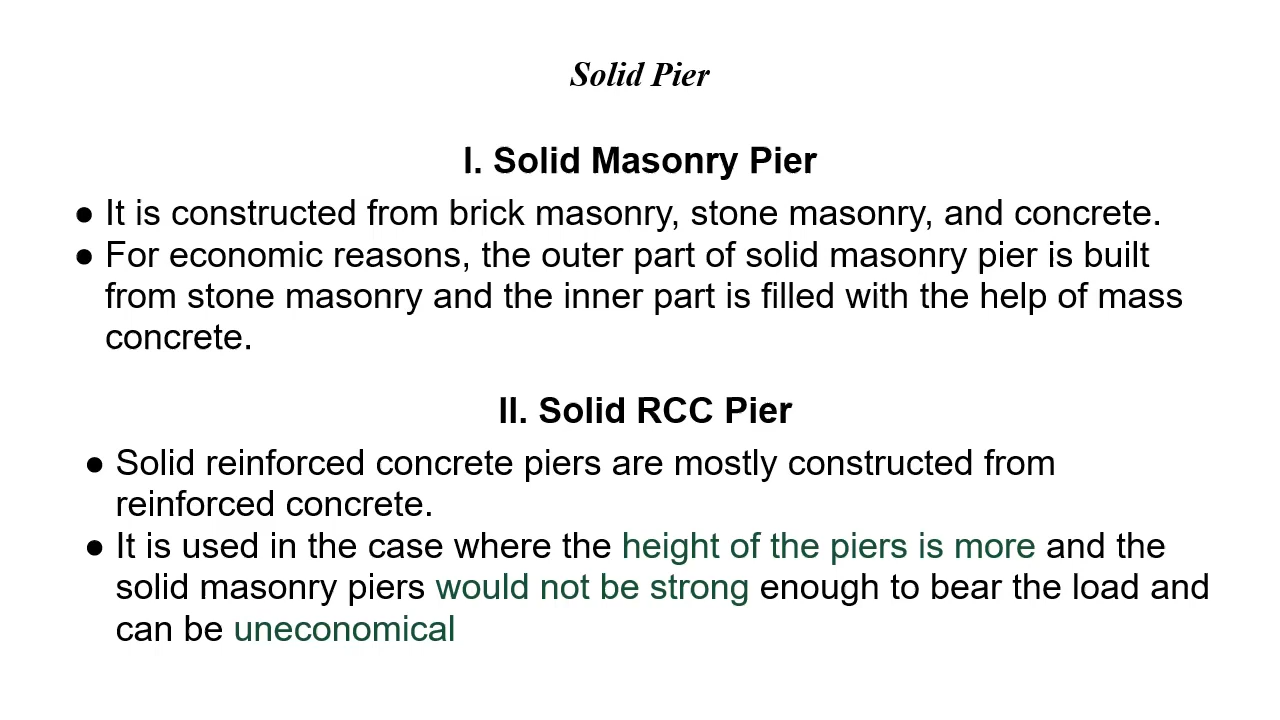 Solid Pier
I. Solid Masonry Pier
● It is constructed from brick masonry, stone masonry, and concrete.
● For economic reasons, the outer part of solid masonry pier is built
from stone masonry and the inner part is filled with the help of mass
concrete.
II. Solid RCC Pier
● Solid reinforced concrete piers are mostly constructed from
reinforced concrete.
● It is used in the case where the height of the piers is more and the
solid masonry piers would not be strong enough to bear the load and
can be uneconomical